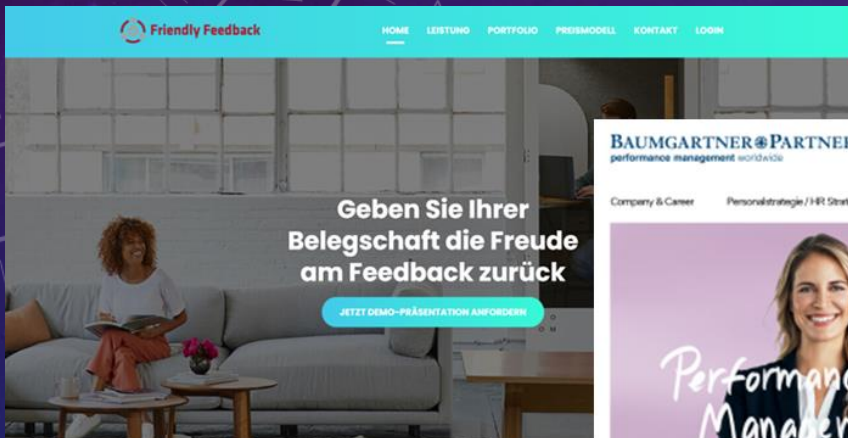 Friendly Feedback
HOME LEISTUNG PORTFOLIO PREISMODELL KONTAKT LOGIN
Geben Sie Ihrer
Belegschaft die Freude
am Feedback zurück
JETZT DEMO-PRÄSENTATION ANFORDERN
BAUMGARTNER PARTNER
performance management worldwide
Company & Career Personalstrategie / HR Strat
Performanc
Managem